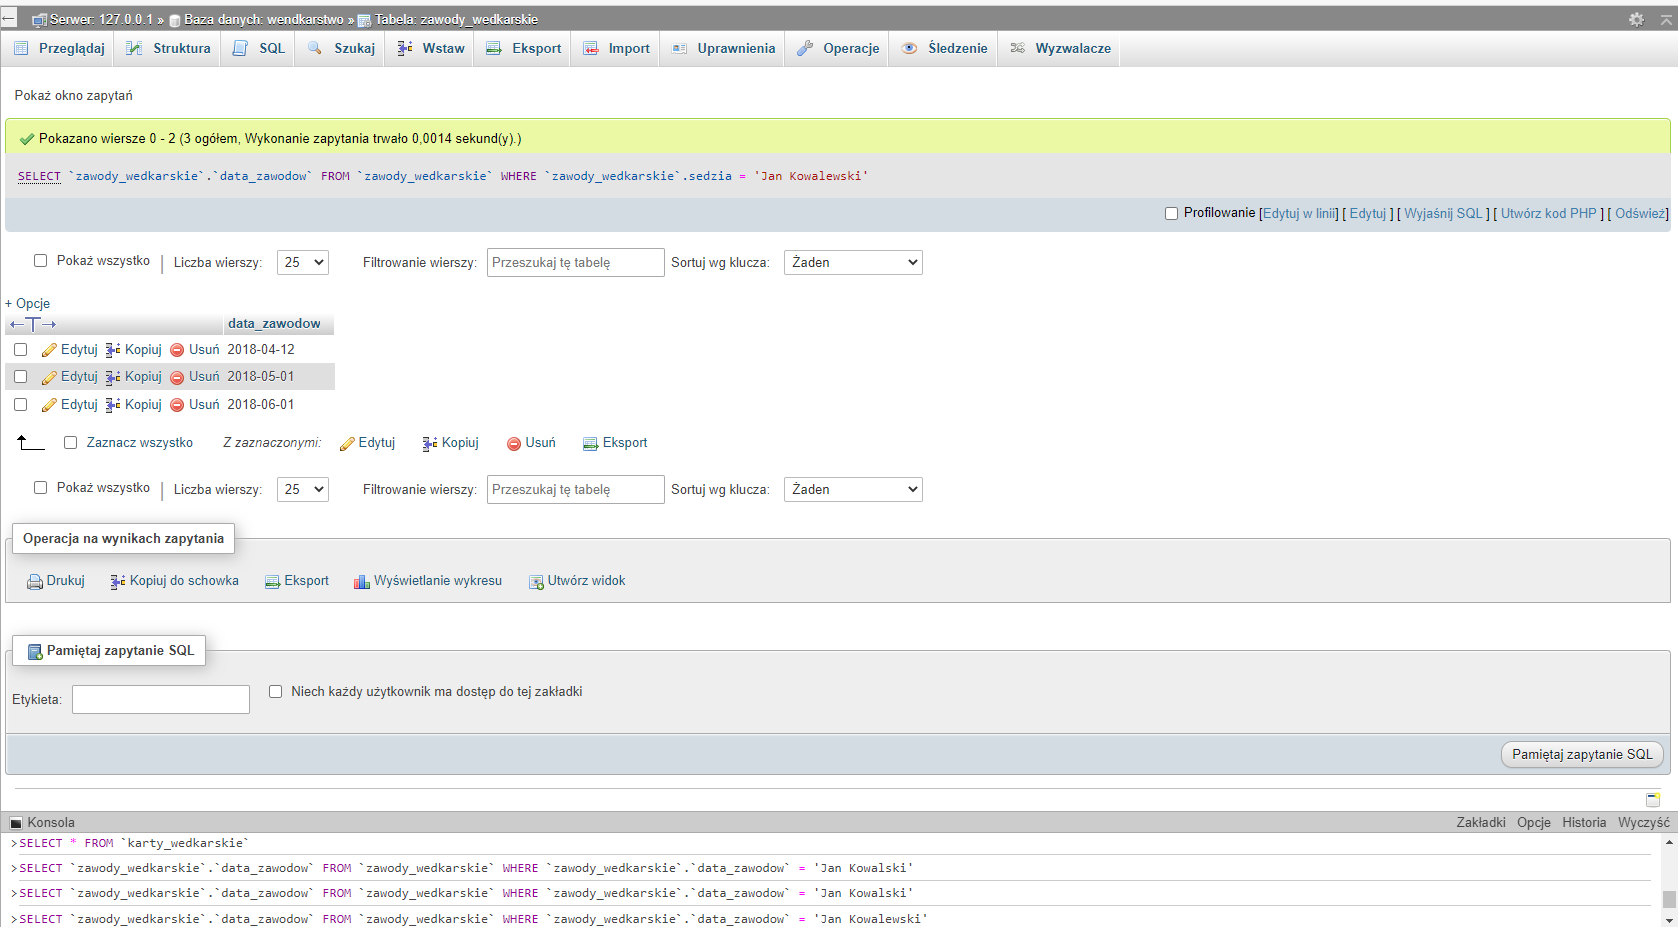 Serwer: 127.0.0.1 » Baza danych: wendkarstwo » Tabela: zawody_wedkarskie
Przeglądaj Struktura SQL Szukaj Wstaw Eksport Import Uprawnienia Operacje Śledzenie Wyzwalacze
Pokaż okno zapytań
Pokazano wiersze 0 - 2 (3 ogółem, Wykonanie zapytania trwało 0,0014 sekund(y).)
SELECT `zawody_wedkarskie`.`data_zawodow` FROM `zawody_wedkarskie` WHERE `zawody_wedkarskie`.sedzia = 'Jan Kowalewski'
Profilowanie [Edytuj w linii] [ Edytuj ] [ Wyjaśnij SQL ] [ Utwórz kod PHP ] [ Odśwież]
Pokaż wszystko | Liczba wierszy: 25 Filtrowanie wierszy: Przeszukaj tę tabelę Sortuj wg klucza: Żaden
+ Opcje
←T→ data_zawodow
Edytuj Kopiuj Usuń 2018-04-12
Edytuj Kopiuj Usuń 2018-05-01
Edytuj Kopiuj Usuń 2018-06-01
Zaznacz wszystko Z zaznaczonymi: Edytuj Kopiuj Usuń Eksport
Pokaż wszystko | Liczba wierszy: 25 Filtrowanie wierszy: Przeszukaj tę tabelę Sortuj wg klucza: Żaden
Operacja na wynikach zapytania
Drukuj Kopiuj do schowka Eksport Wyświetlanie wykresu Utwórz widok
Pamiętaj zapytanie SQL
Etykieta: Niech każdy użytkownik ma dostęp do tej zakładki
Pamiętaj zapytanie SQL
Konsola Zakładki Opcje Historia Wyczyść
>SELECT * FROM `karty_wedkarskie`
>SELECT `zawody_wedkarskie`.`data_zawodow` FROM `zawody_wedkarskie` WHERE `zawody_wedkarskie`.`data_zawodow` = 'Jan Kowalski'
>SELECT `zawody_wedkarskie`.`data_zawodow` FROM `zawody_wedkarskie` WHERE `zawody_wedkarskie`.`data_zawodow` = 'Jan Kowalski'
>SELECT `zawody_wedkarskie`.`data_zawodow` FROM `zawody_wedkarskie` WHERE `zawody_wedkarskie`.`data_zawodow` = 'Jan Kowalewski'